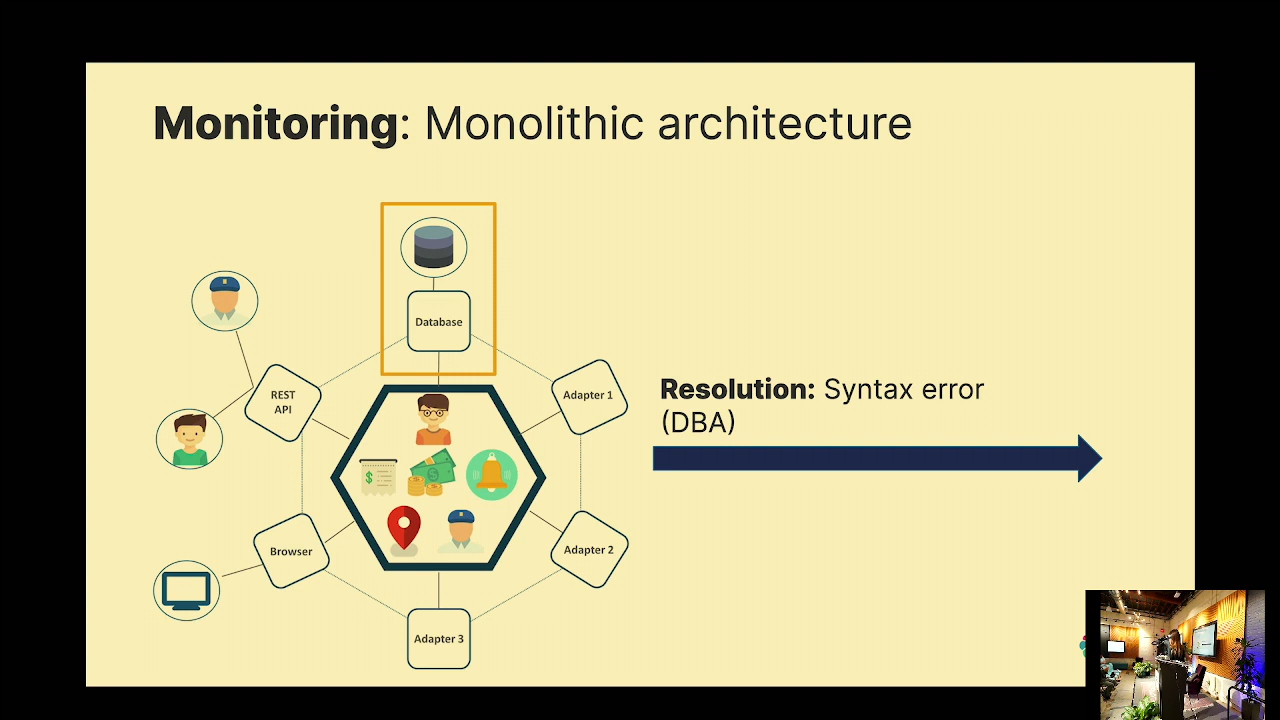 Monitoring: Monolithic architecture
Database
REST
API
Adapter 1
Resolution: Syntax error
(DBA)
Browser
Adapter 2
Adapter 3